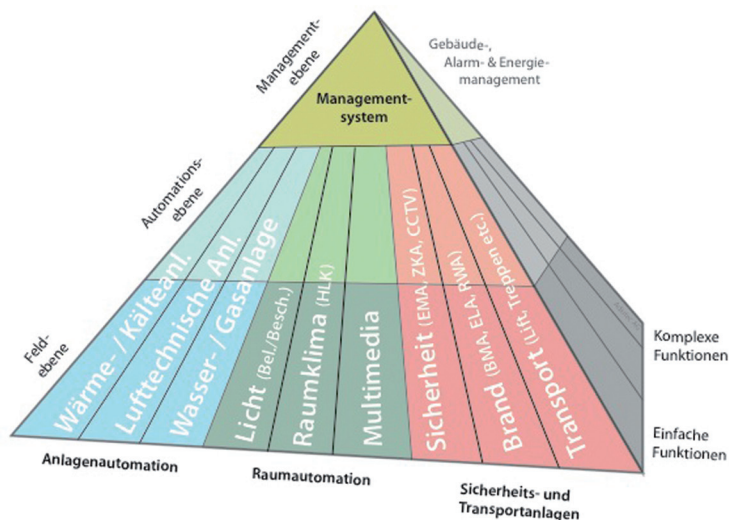 Management-
ebene
Gebäude-,
Alarm- & Energie-
management
Management-
system
Automations-
ebene
Feld-
ebene
Wärme- / Kälteanl.
Lufttechnische Anl.
Wasser- / Gasanlage
Licht (Bel./Besch.)
Raumklima (HLK)
Multimedia
Sicherheit (EMA, ZKA, CCTV)
Brand (BMA, ELA, RWA)
Transport (Lift, Treppen etc.)
Komplexe
Funktionen
Einfache
Funktionen
Anlagenautomation
Raumautomation
Sicherheits- und
Transportanlagen